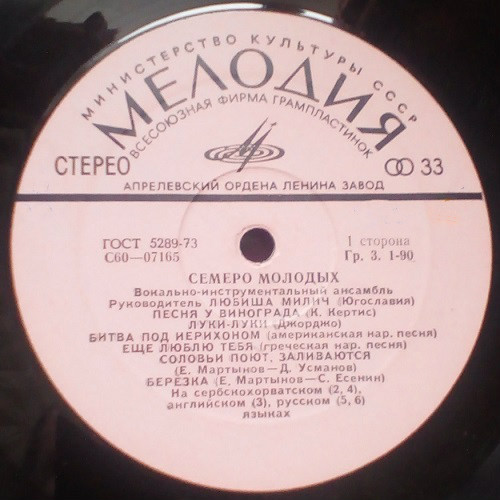 МИНИСТЕРСТВО КУЛЬТУРЫ СССР
МЕЛОДИЯ
ВСЕСОЮЗНАЯ ФИРМА ГРАМПЛАСТИНОК
СТЕРЕО 33
АПРЕЛЕВСКИЙ ОРДЕНА ЛЕНИНА ЗАВОД
ГОСТ 5289-73 1 сторона
С60—07165 Гр. 3. 1-90
СЕМЕРО МОЛОДЫХ
Вокально-инструментальный ансамбль
Руководитель ЛЮБИША МИЛИЧ (Югославия)
ПЕСНЯ У ВИНОГРАДА (К. Кертис)
ЛУКИ-ЛУКИ (Джорджо)
БИТВА ПОД ИЕРИХОНОМ (американская нар. песня)
ЕЩЕ ЛЮБЛЮ ТЕБЯ (греческая нар. песня)
СОЛОВЬИ ПОЮТ, ЗАЛИВАЮТСЯ
(Е. Мартынов—Д. Усманов)
БЕРЕЗКА (Е. Мартынов—С. Есенин)
На сербскохорватском (2, 4),
английском (3), русском (5, 6)
языках